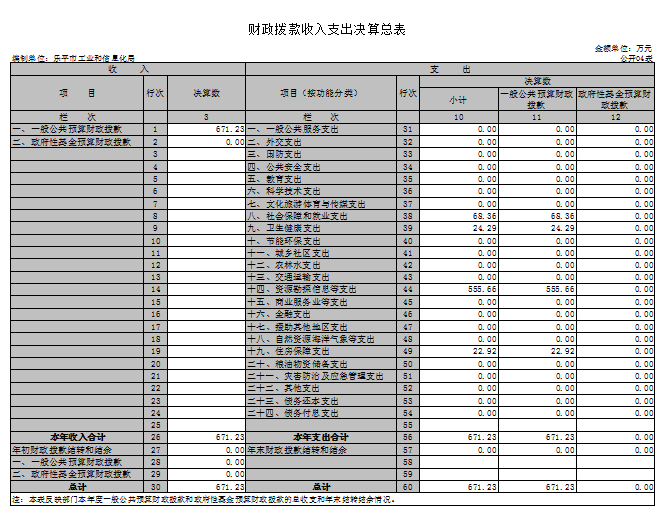 财政拨款收入支出决算总表
金额单位：万元
编制单位：乐平市工业和信息化局 公开04表
收 入 支 出
项 目 行次 决算数 项目（按功能分类） 行次 决算数
小计 一般公共预算财政拨款 政府性基金预算财政拨款
栏 次 3 栏 次 10 11 12
一、一般公共预算财政拨款 1 671.23 一、一般公共服务支出 31 0.00 0.00 0.00
二、政府性基金预算财政拨款 2 0.00 二、外交支出 32 0.00 0.00 0.00
3 三、国防支出 33 0.00 0.00 0.00
4 四、公共安全支出 34 0.00 0.00 0.00
5 五、教育支出 35 0.00 0.00 0.00
6 六、科学技术支出 36 0.00 0.00 0.00
7 七、文化旅游体育与传媒支出 37 0.00 0.00 0.00
8 八、社会保障和就业支出 38 68.36 68.36 0.00
9 九、卫生健康支出 39 24.29 24.29 0.00
10 十、节能环保支出 40 0.00 0.00 0.00
11 十一、城乡社区支出 41 0.00 0.00 0.00
12 十二、农林水支出 42 0.00 0.00 0.00
13 十三、交通运输支出 43 0.00 0.00 0.00
14 十四、资源勘探信息等支出 44 555.66 555.66 0.00
15 十五、商业服务业等支出 45 0.00 0.00 0.00
16 十六、金融支出 46 0.00 0.00 0.00
17 十七、援助其他地区支出 47 0.00 0.00 0.00
18 十八、自然资源海洋气象等支出 48 0.00 0.00 0.00
19 十九、住房保障支出 49 22.92 22.92 0.00
20 二十、粮油物资储备支出 50 0.00 0.00 0.00
21 二十一、灾害防治及应急管理支出 51 0.00 0.00 0.00
22 二十二、其他支出 52 0.00 0.00 0.00
23 二十三、债务还本支出 53 0.00 0.00 0.00
24 二十四、债务付息支出 54 0.00 0.00 0.00
25 55
本年收入合计 26 671.23 本年支出合计 56 671.23 671.23 0.00
年初财政拨款结转和结余 27 0.00 年末财政拨款结转和结余 57 0.00 0.00 0.00
一、一般公共预算财政拨款 28 0.00 58
二、政府性基金预算财政拨款 29 0.00 59
总计 30 671.23 总计 60 671.23 671.23 0.00
注：本表反映部门本年度一般公共预算财政拨款和政府性基金预算财政拨款的总收支和年末结转结余情况。